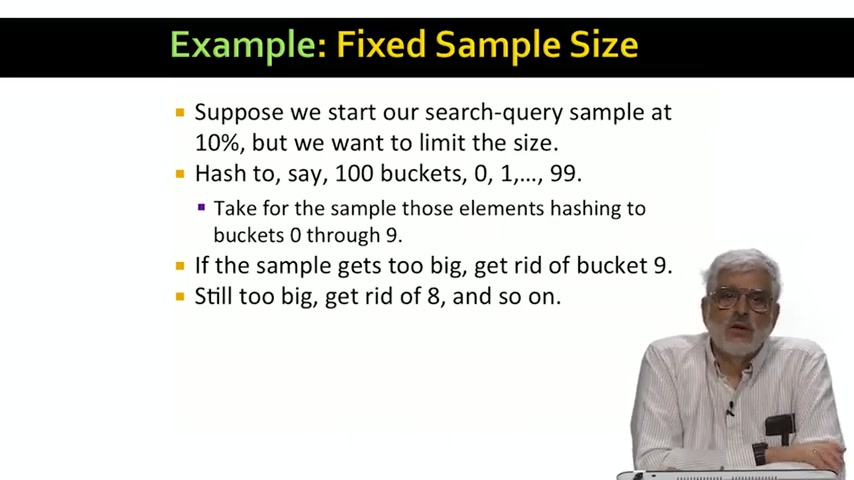 Example: Fixed Sample Size
Suppose we start our search-query sample at
10%, but we want to limit the size.
Hash to, say, 100 buckets, 0, 1,..., 99.
Take for the sample those elements hashing to
buckets 0 through 9.
If the sample gets too big, get rid of bucket 9.
Still too big, get rid of 8, and so on.